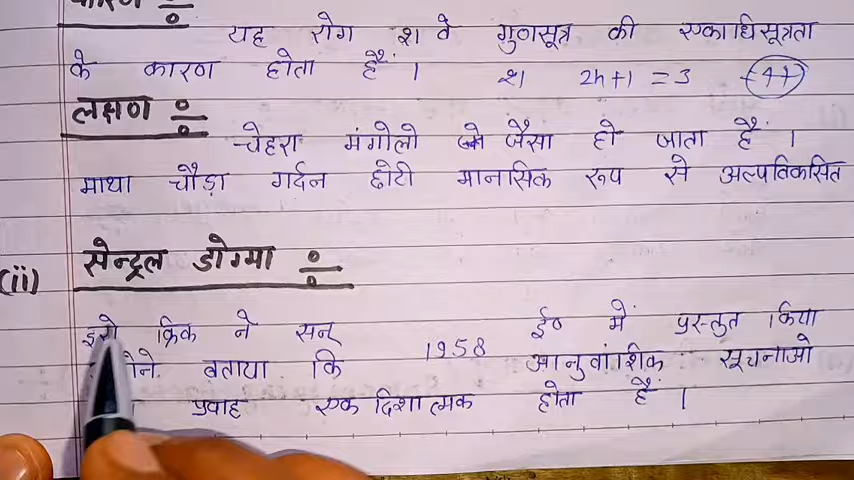 कारण ÷
यह रोग 21 वे गुणसूत्र की एकाधिसूत्रता
के कारण होता हैं । 21 2n+1 = 3 (47)
लक्षण ÷
चेहरा मंगोलो जैसा हो जाता हैं ।
माथा चौड़ा गर्दन छोटी मानसिक रूप से अल्पविकसित
(ii) सेन्ट्रल डोग्मा ÷
इसे क्रिक ने सन् 1958 ई० में प्रस्तुत किया
बताया कि आनुवांशिक सूचनाओ
प्रवाह एक दिशात्मक होता हैं ।